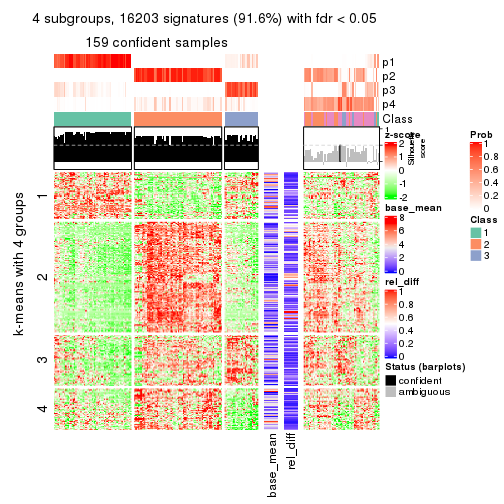 4 subgroups, 16203 signatures (91.6%) with fdr < 0.05
159 confident samples
p1
p2
p3
p4
Class
1
Silhouette
score
k-means with 4 groups
1
2
3
4
base_mean
rel_diff
z-score
2
1
0
-1
-2
base_mean
8
6
4
2
0
rel_diff
1
0.8
0.6
0.4
0.2
0
Status (barplots)
confident
ambiguous
Prob
1
0.8
0.6
0.4
0.2
0
Class
1
2
3